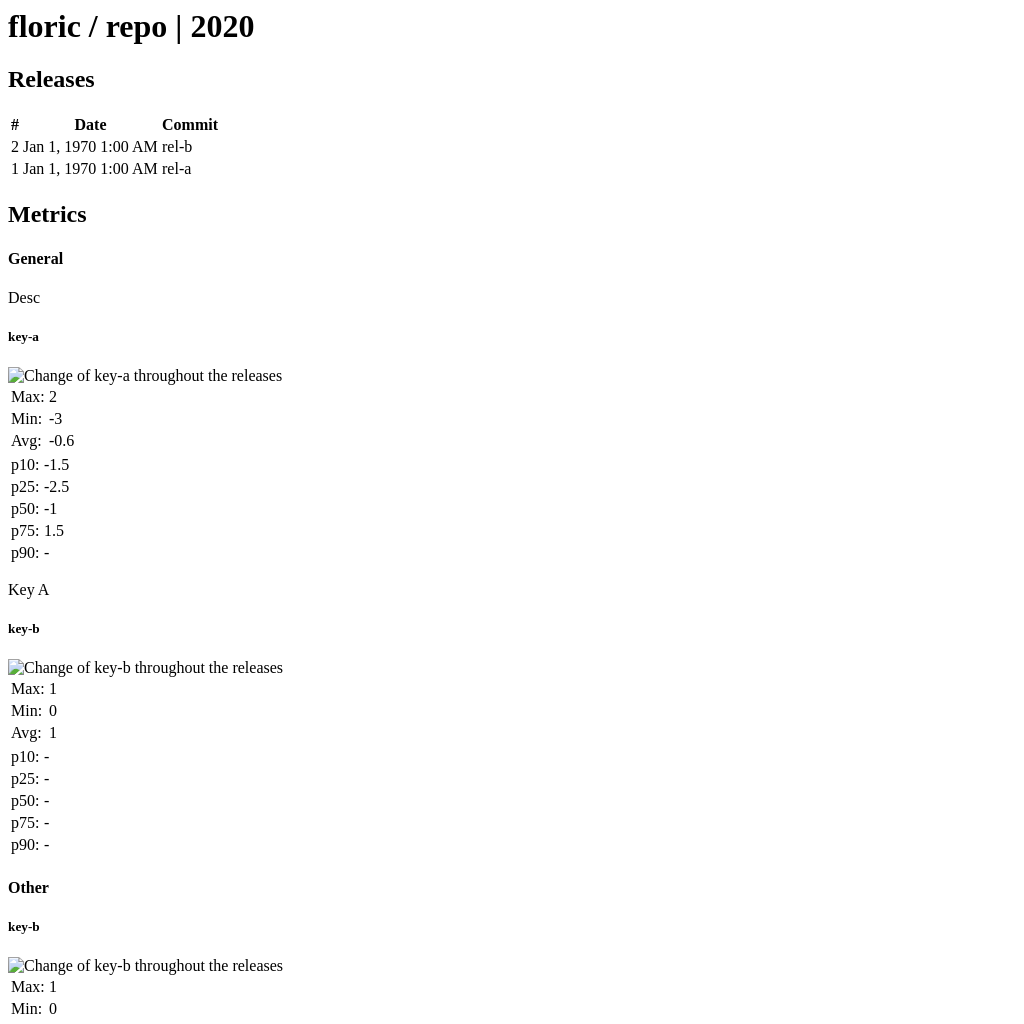 floric / repo | 2020
Releases
# Date Commit
2 Jan 1, 1970 1:00 AM rel-b
1 Jan 1, 1970 1:00 AM rel-a
Metrics
General
Desc
key-a
Change of key-a throughout the releases
Max: 2
Min: -3
Avg: -0.6
p10: -1.5
p25: -2.5
p50: -1
p75: 1.5
p90: -
Key A
key-b
Change of key-b throughout the releases
Max: 1
Min: 0
Avg: 1
p10: -
p25: -
p50: -
p75: -
p90: -
Other
key-b
Change of key-b throughout the releases
Max: 1
Min: 0